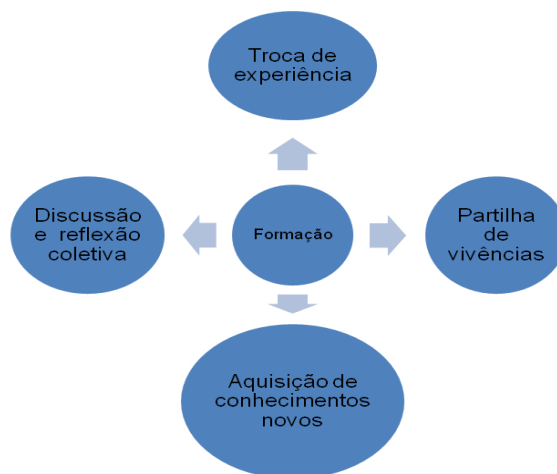 Troca de
experiência
Discussão
e reflexão
coletiva
Formação
Partilha
de
vivências
Aquisição de
conhecimentos
novos